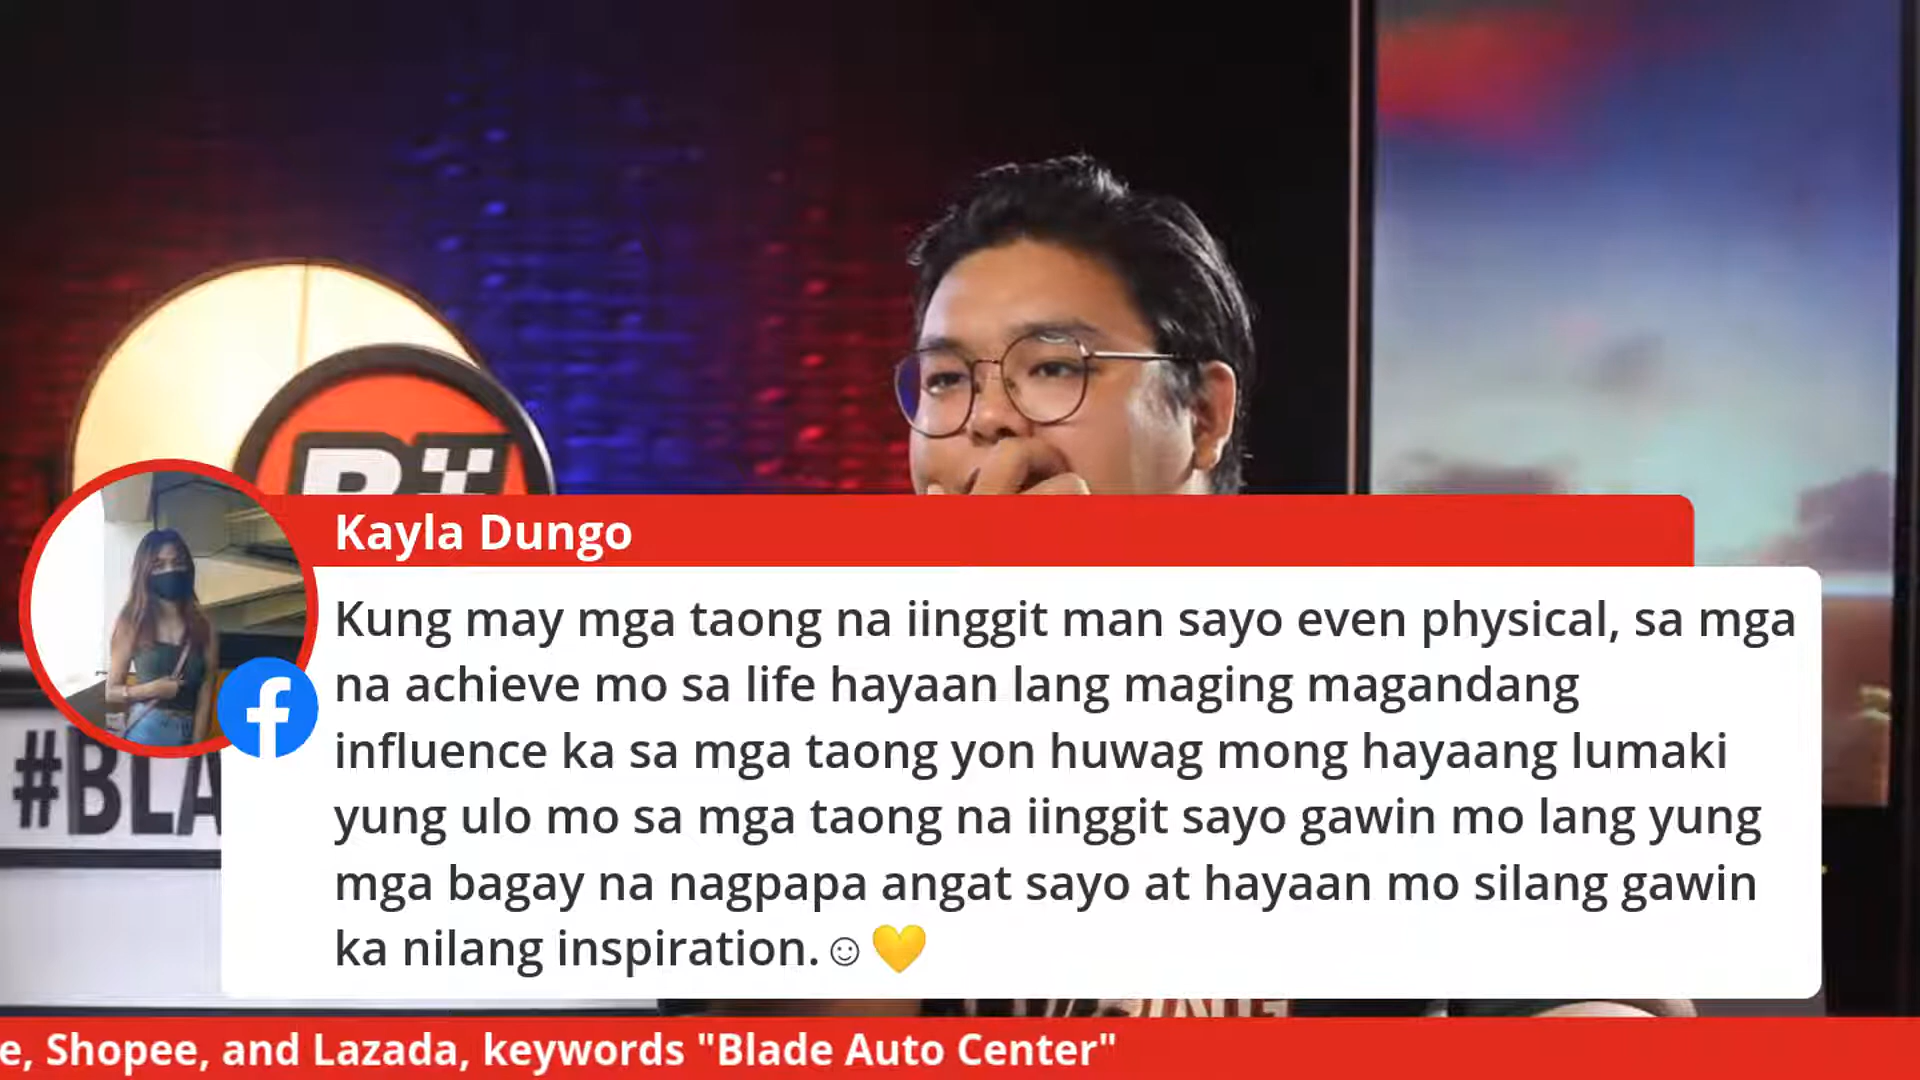 Kayla Dungo
Kung may mga taong na iinggit man sayo even physical, sa mga
na achieve mo sa life hayaan lang maging magandang
influence ka sa mga taong yon huwag mong hayaang lumaki
yung ulo mo sa mga taong na iinggit sayo gawin mo lang yung
mga bagay na nagpapa angat sayo at hayaan mo silang gawin
ka nilang inspiration.☺💛
#BLA
e, Shopee, and Lazada, keywords "Blade Auto Center"